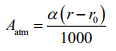 A_atm = α(r − r_0) / 1000